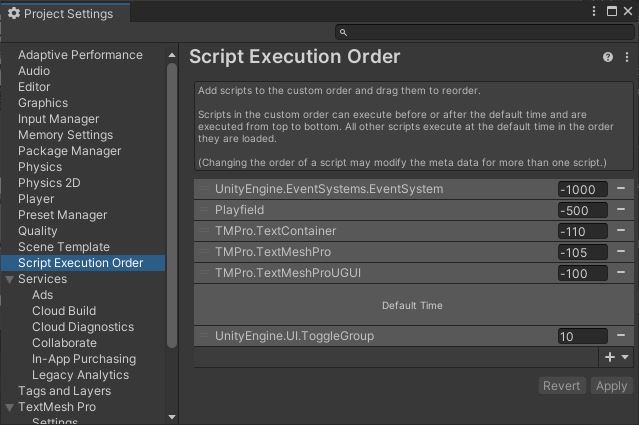 Project Settings
Adaptive Performance
Audio
Editor
Graphics
Input Manager
Memory Settings
Package Manager
Physics
Physics 2D
Player
Preset Manager
Quality
Scene Template
Script Execution Order
Services
Ads
Cloud Build
Cloud Diagnostics
Collaborate
In-App Purchasing
Legacy Analytics
Tags and Layers
TextMesh Pro
Settings
Script Execution Order
Add scripts to the custom order and drag them to reorder.
Scripts in the custom order can execute before or after the default time and are
executed from top to bottom. All other scripts execute at the default time in the order
they are loaded.
(Changing the order of a script may modify the meta data for more than one script.)
UnityEngine.EventSystems.EventSystem -1000
Playfield -500
TMPro.TextContainer -110
TMPro.TextMeshPro -105
TMPro.TextMeshProUGUI -100
Default Time
UnityEngine.UI.ToggleGroup 10
Revert Apply